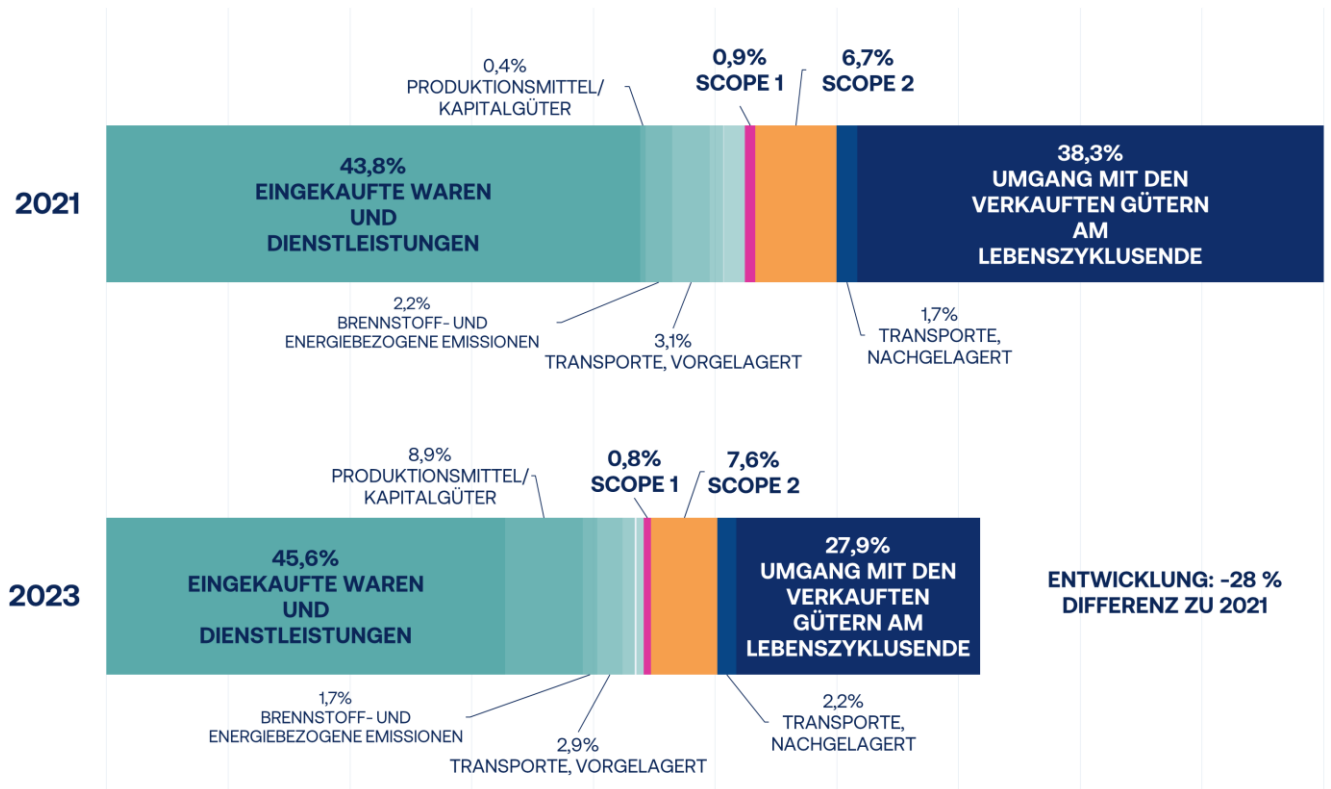 0,4%
PRODUKTIONSMITTEL/
KAPITALGÜTER
0,9%
SCOPE 1
6,7%
SCOPE 2
2021
43,8%
EINGEKAUFTE WAREN
UND
DIENSTLEISTUNGEN
38,3%
UMGANG MIT DEN
VERKAUFTEN GÜTERN
AM
LEBENSZYKLUSENDE
2,2%
BRENNSTOFF- UND
ENERGIEBEZOGENE EMISSIONEN
3,1%
TRANSPORTE, VORGELAGERT
1,7%
TRANSPORTE,
NACHGELAGERT
8,9%
PRODUKTIONSMITTEL/
KAPITALGÜTER
0,8%
SCOPE 1
7,6%
SCOPE 2
2023
45,6%
EINGEKAUFTE WAREN
UND
DIENSTLEISTUNGEN
27,9%
UMGANG MIT DEN
VERKAUFTEN
GÜTERN AM
LEBENSZYKLUSENDE
ENTWICKLUNG: -28 %
DIFFERENZ ZU 2021
1,7%
BRENNSTOFF- UND
ENERGIEBEZOGENE EMISSIONEN
2,9%
TRANSPORTE, VORGELAGERT
2,2%
TRANSPORTE,
NACHGELAGERT